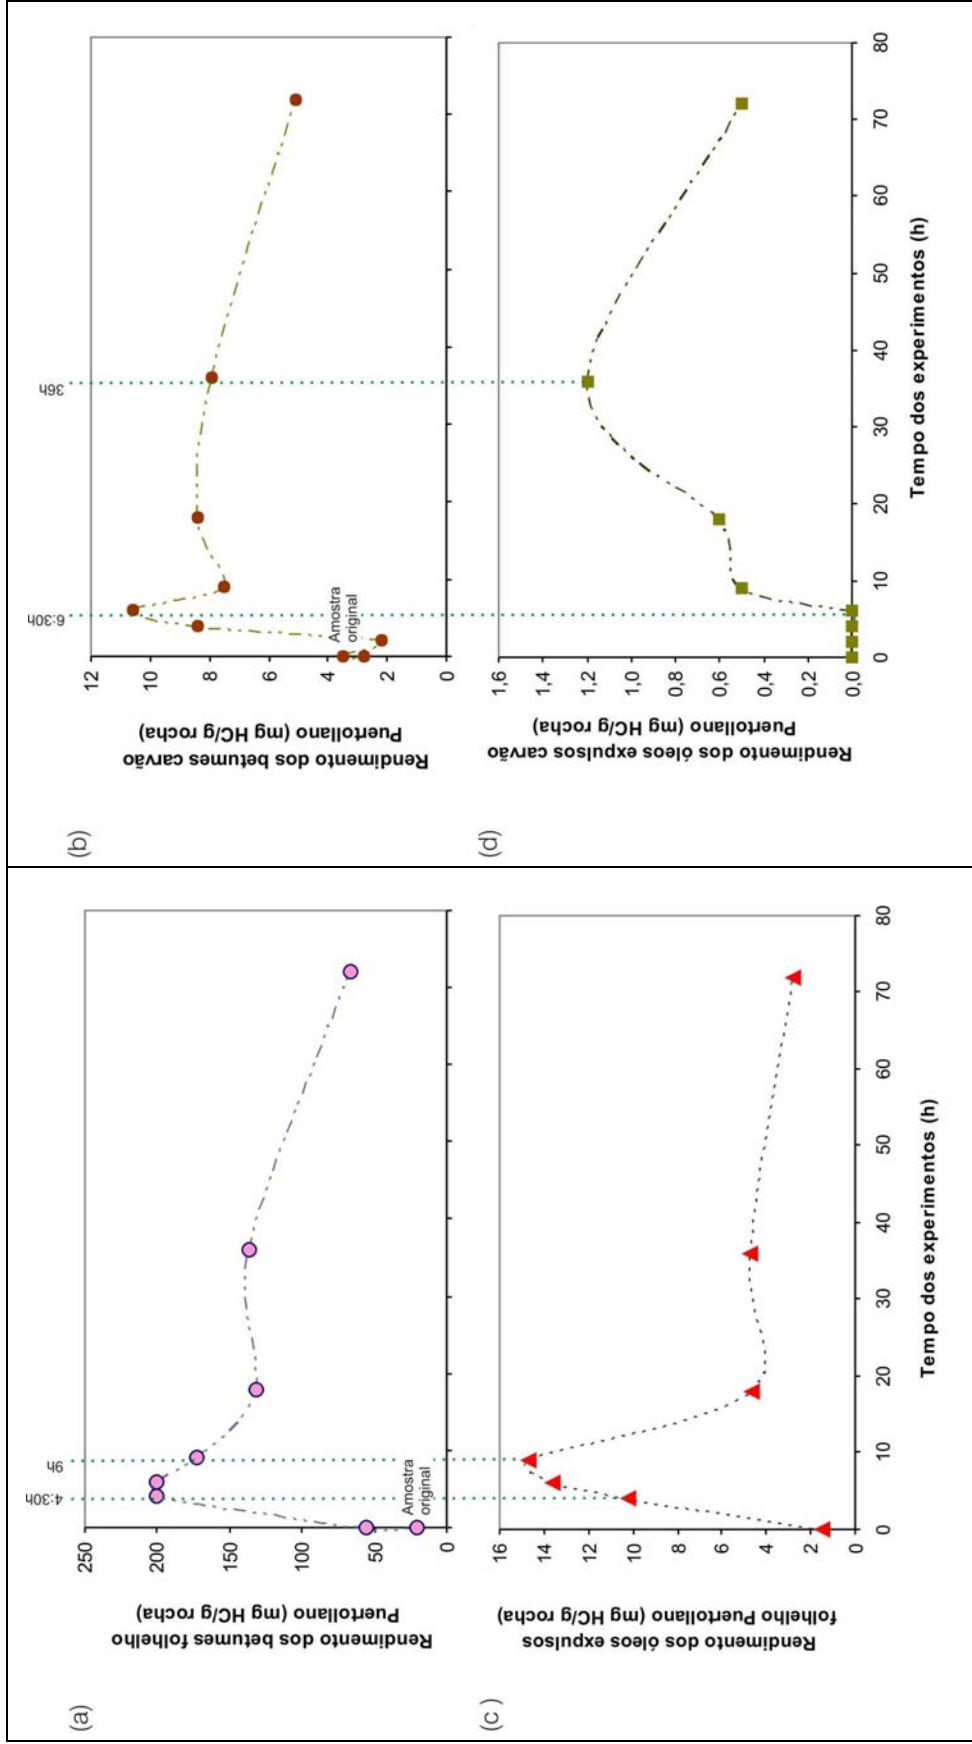 (a)
Rendimento dos betumes folhelho
Puertollano (mg HC/g rocha)
250
200
150
100
50
0
4:30h
9h
Amostra
original
(b)
Rendimento dos betumes carvão
Puertollano (mg HC/g rocha)
12
10
8
6
4
2
0
6:30h
36h
Amostra
original
(c )
Rendimento dos óleos expulsos
folhelho Puertollano (mg HC/g rocha)
16
14
12
10
8
6
4
2
0
0 10 20 30 40 50 60 70 80
Tempo dos experimentos (h)
(d)
Rendimento dos óleos expulsos carvão
Puertollano (mg HC/g rocha)
1,6
1,4
1,2
1,0
0,8
0,6
0,4
0,2
0,0
0 10 20 30 40 50 60 70 80
Tempo dos experimentos (h)